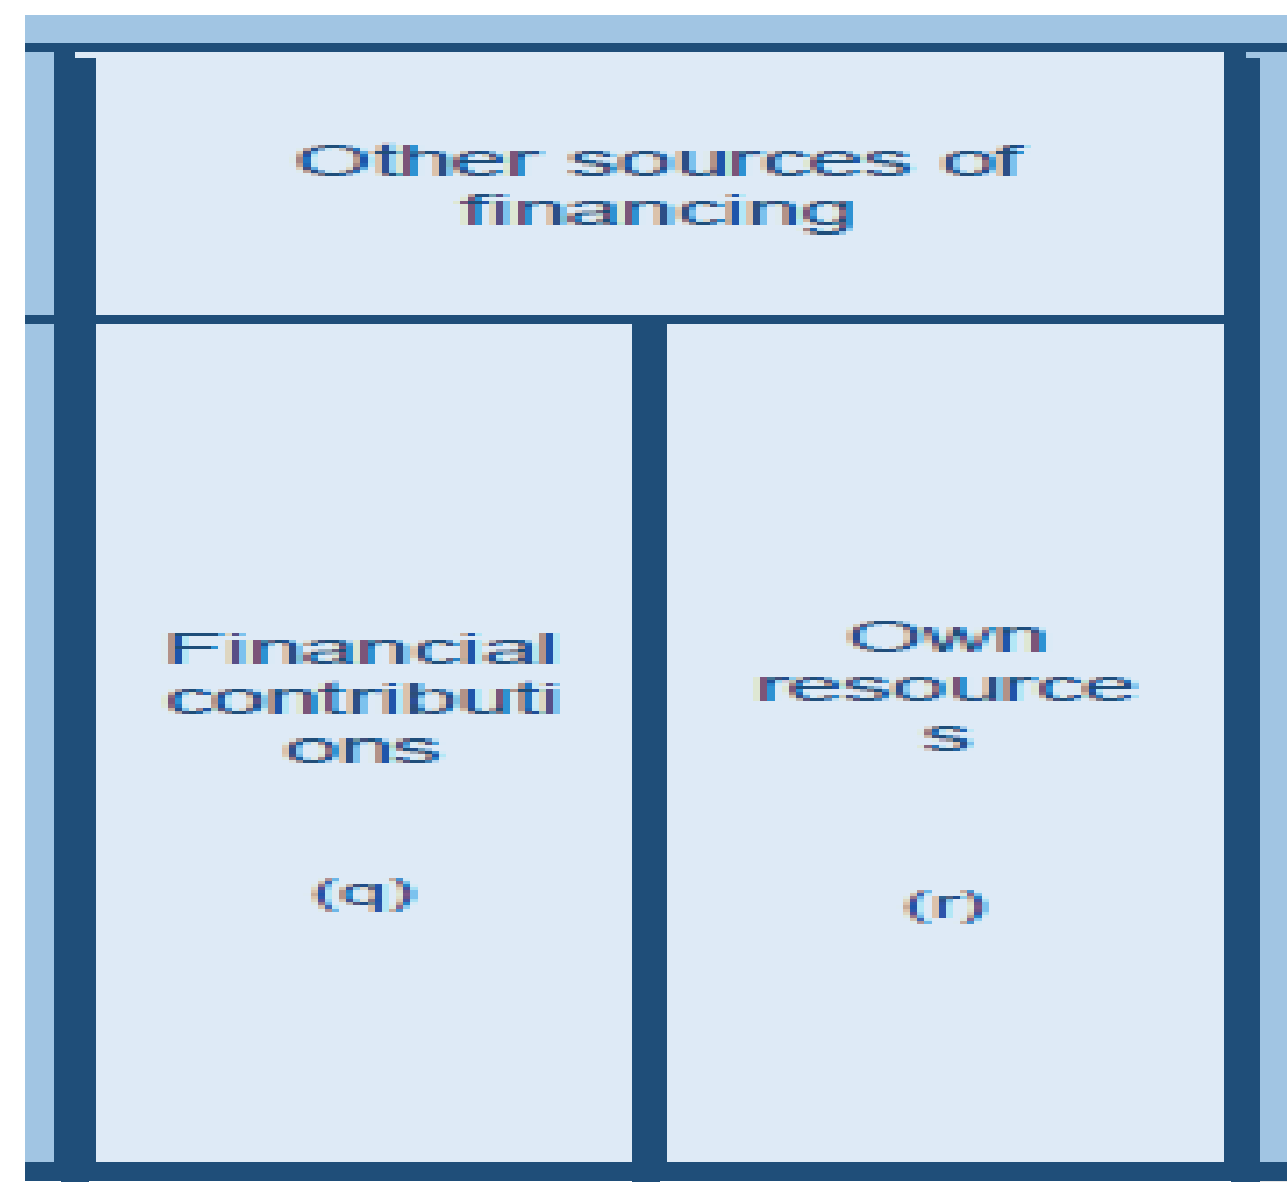 Other sources of
financing
Financial
contributi
ons
(q)
Own
resource
s
(r)